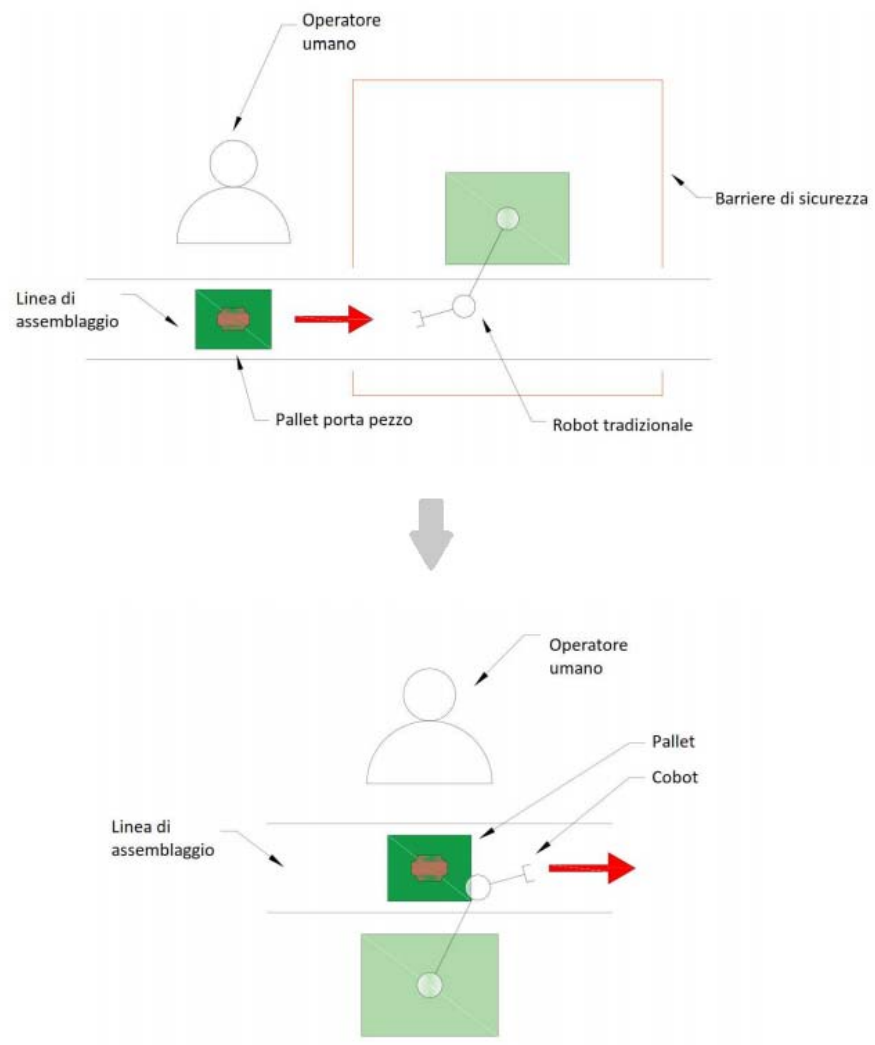 Operatore
umano
Barriere di sicurezza
Linea di
assemblaggio
Pallet porta pezzo
Robot tradizionale
Operatore
umano
Pallet
Cobot
Linea di
assemblaggio